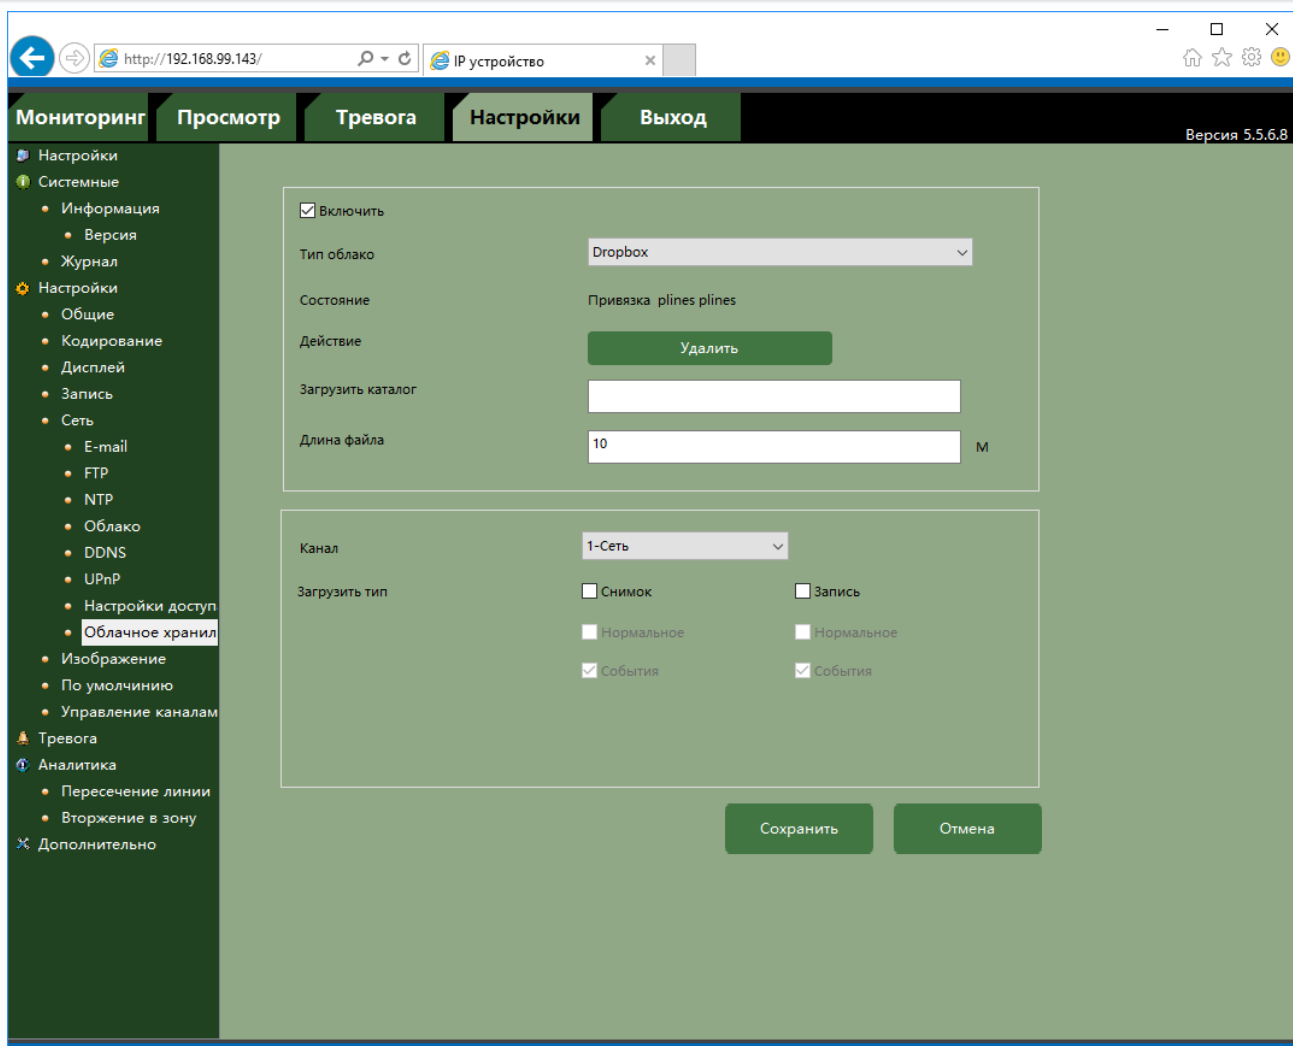 http://192.168.99.143/
IP устройство
Мониторинг Просмотр Тревога Настройки Выход
Версия 5.5.6.8
Настройки
Системные
Информация
Версия
Журнал
Настройки
Общие
Кодирование
Дисплей
Запись
Сеть
E-mail
FTP
NTP
Облако
DDNS
UPnP
Настройки доступ
Облачное хранил
Изображение
По умолчинию
Управление каналам
Тревога
Аналитика
Пересечение линии
Вторжение в зону
Дополнительно
Включить
Тип облако Dropbox
Состояние Привязка plines plines
Действие Удалить
Загрузить каталог
Длина файла 10 М
Канал 1-Сеть
Загрузить тип Снимок Запись
Нормальное Нормальное
События События
Сохранить Отмена